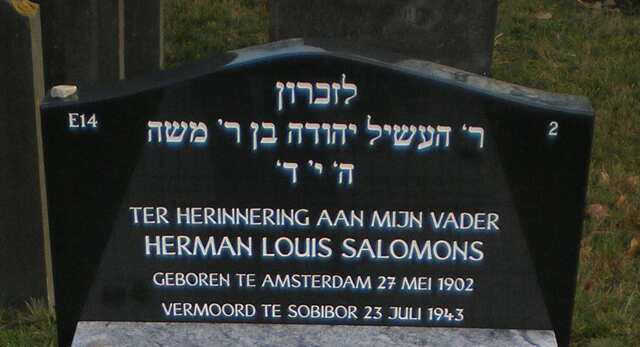 לזכרון
E14
ר' העשיל יהודה בן ר' משה
2
ה' י' ד'
TER HERINNERING AAN MIJN VADER
HERMAN LOUIS SALOMONS
GEBOREN TE AMSTERDAM 27 MEI 1902
VERMOORD TE SOBIBOR 23 JULI 1943